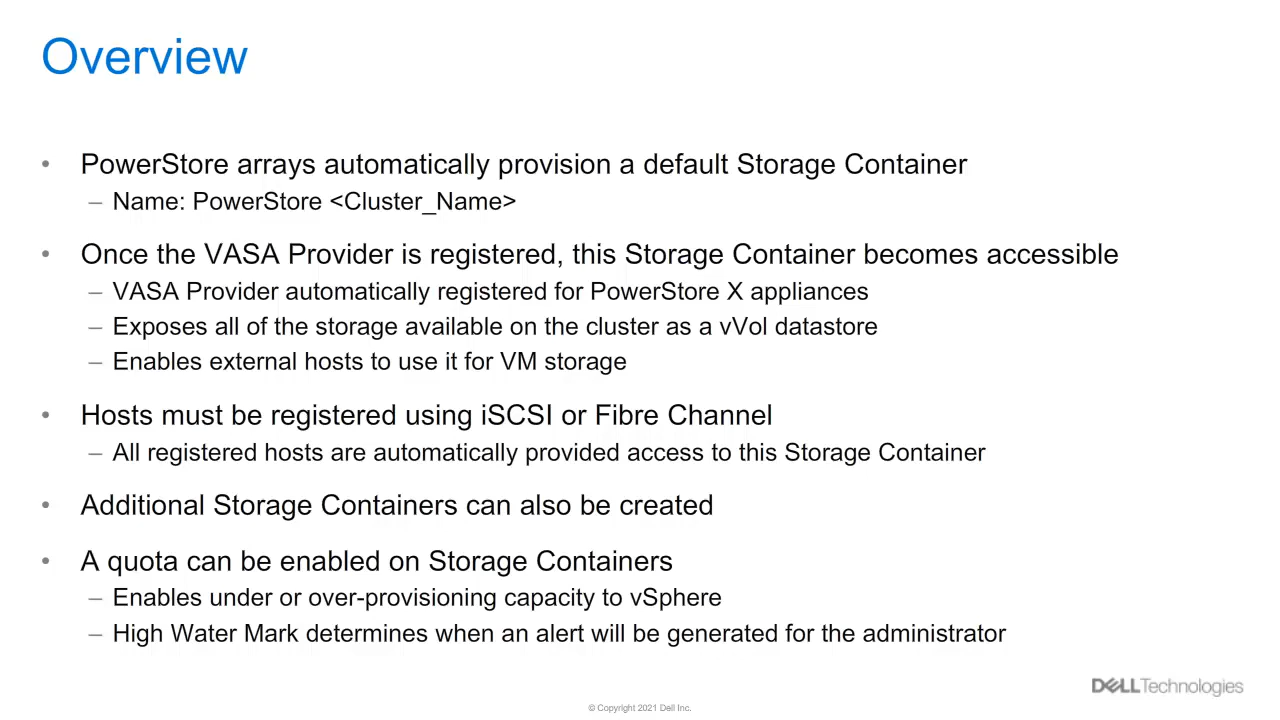 Overview
• PowerStore arrays automatically provision a default Storage Container
– Name: PowerStore <Cluster_Name>
• Once the VASA Provider is registered, this Storage Container becomes accessible
– VASA Provider automatically registered for PowerStore X appliances
– Exposes all of the storage available on the cluster as a vVol datastore
– Enables external hosts to use it for VM storage
• Hosts must be registered using iSCSI or Fibre Channel
– All registered hosts are automatically provided access to this Storage Container
• Additional Storage Containers can also be created
• A quota can be enabled on Storage Containers
– Enables under or over-provisioning capacity to vSphere
– High Water Mark determines when an alert will be generated for the administrator
DELLTechnologies
© Copyright 2021 Dell Inc.